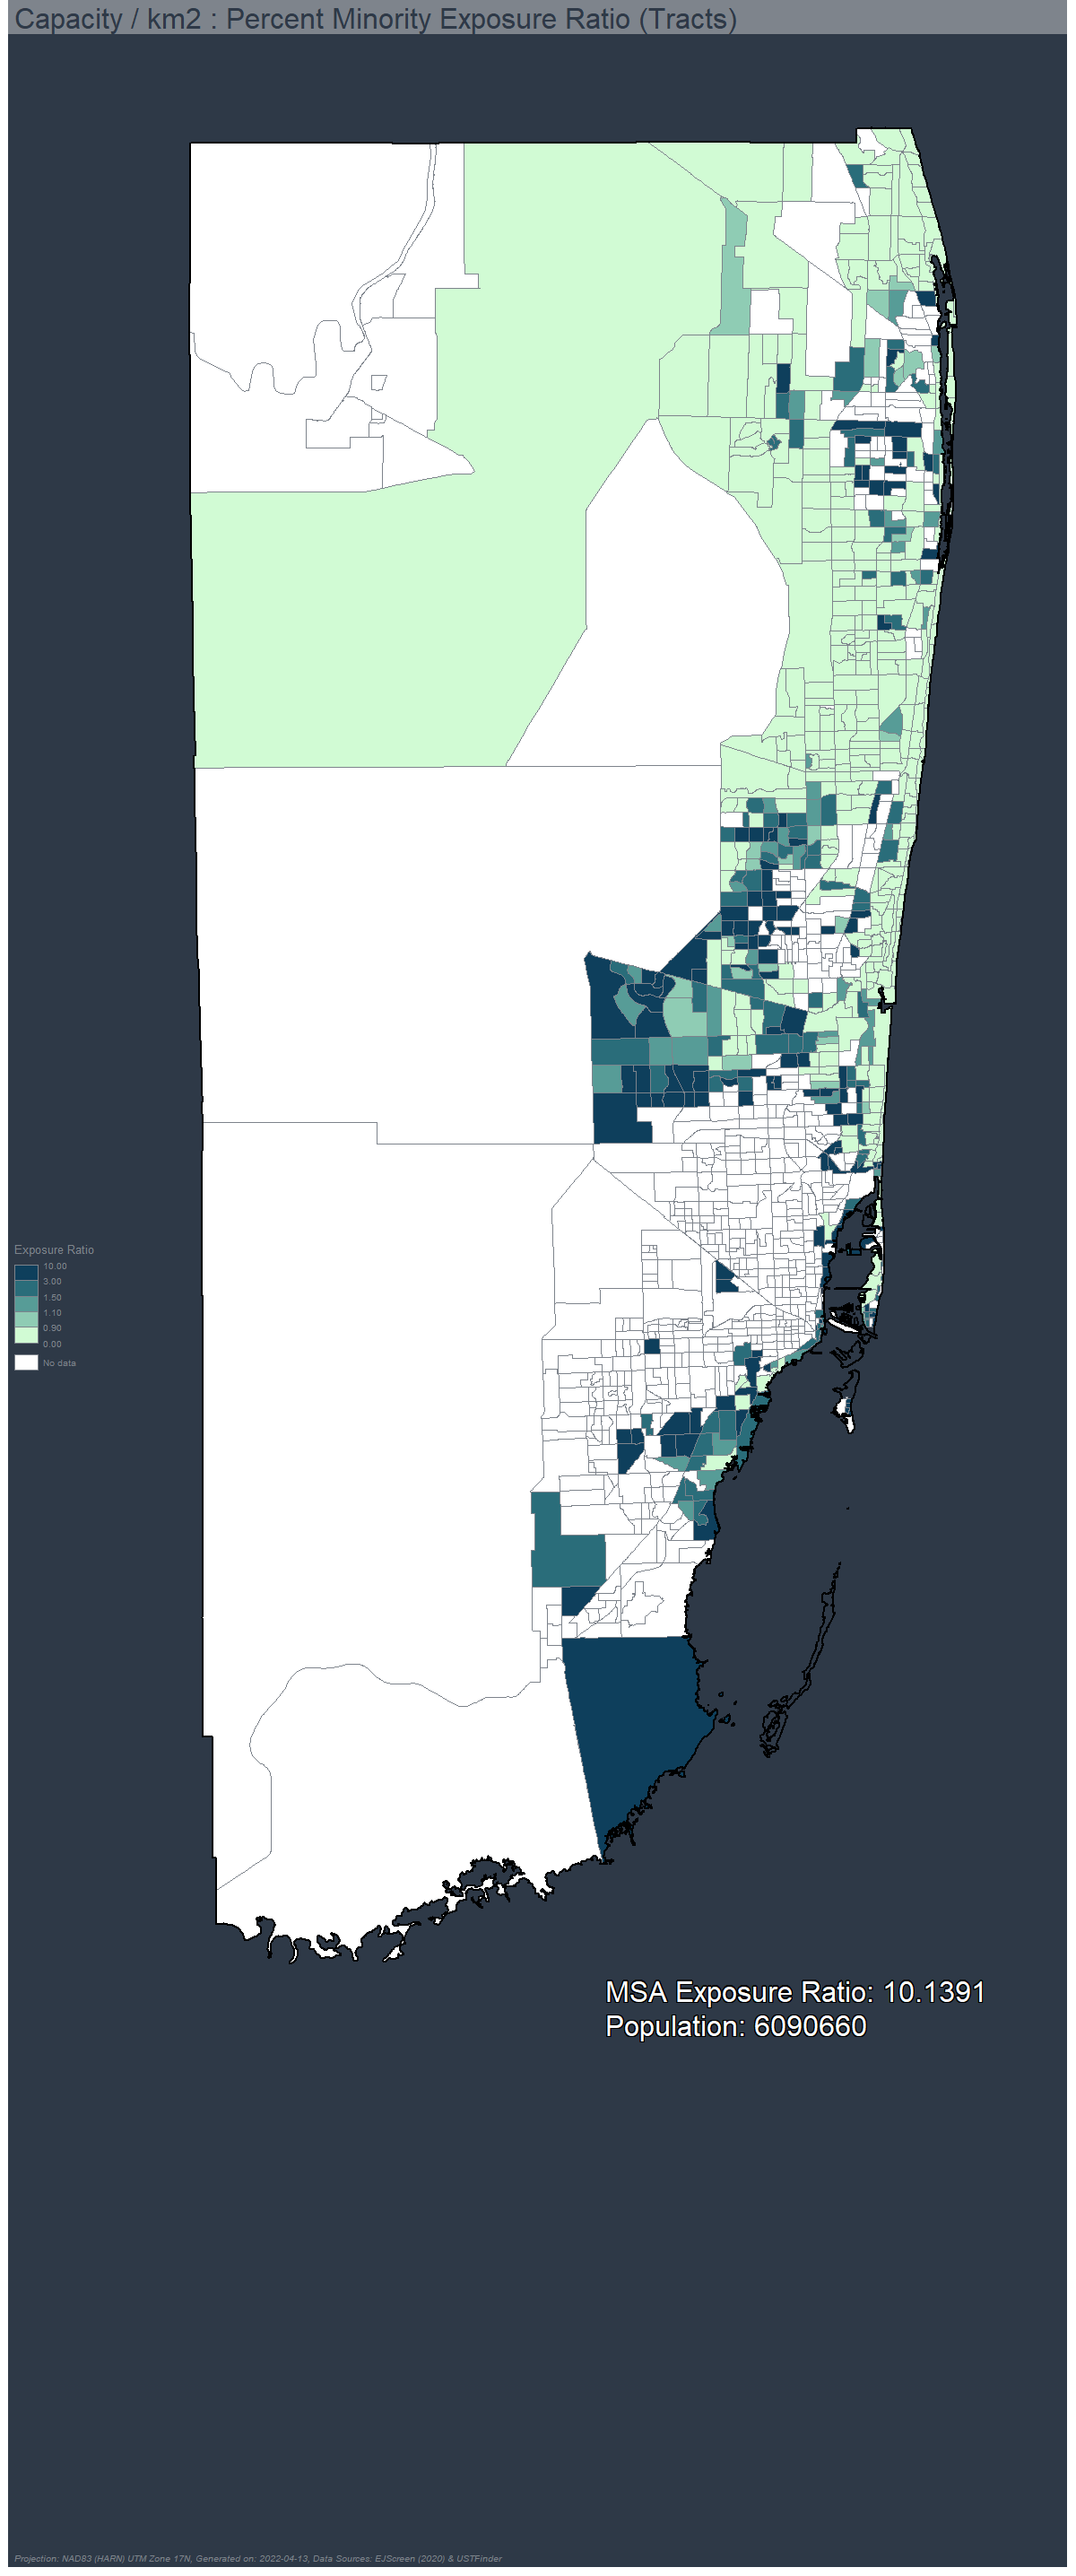 Capacity / km2 : Percent Minority Exposure Ratio (Tracts)
Exposure Ratio
10.00
3.00
1.50
1.10
0.90
0.00
No data
MSA Exposure Ratio: 10.1391
Population: 6090660
Projection: NAD83 (HARN) UTM Zone 17N, Generated on: 2022-04-13, Data Sources: EJScreen (2020) & USTFinder